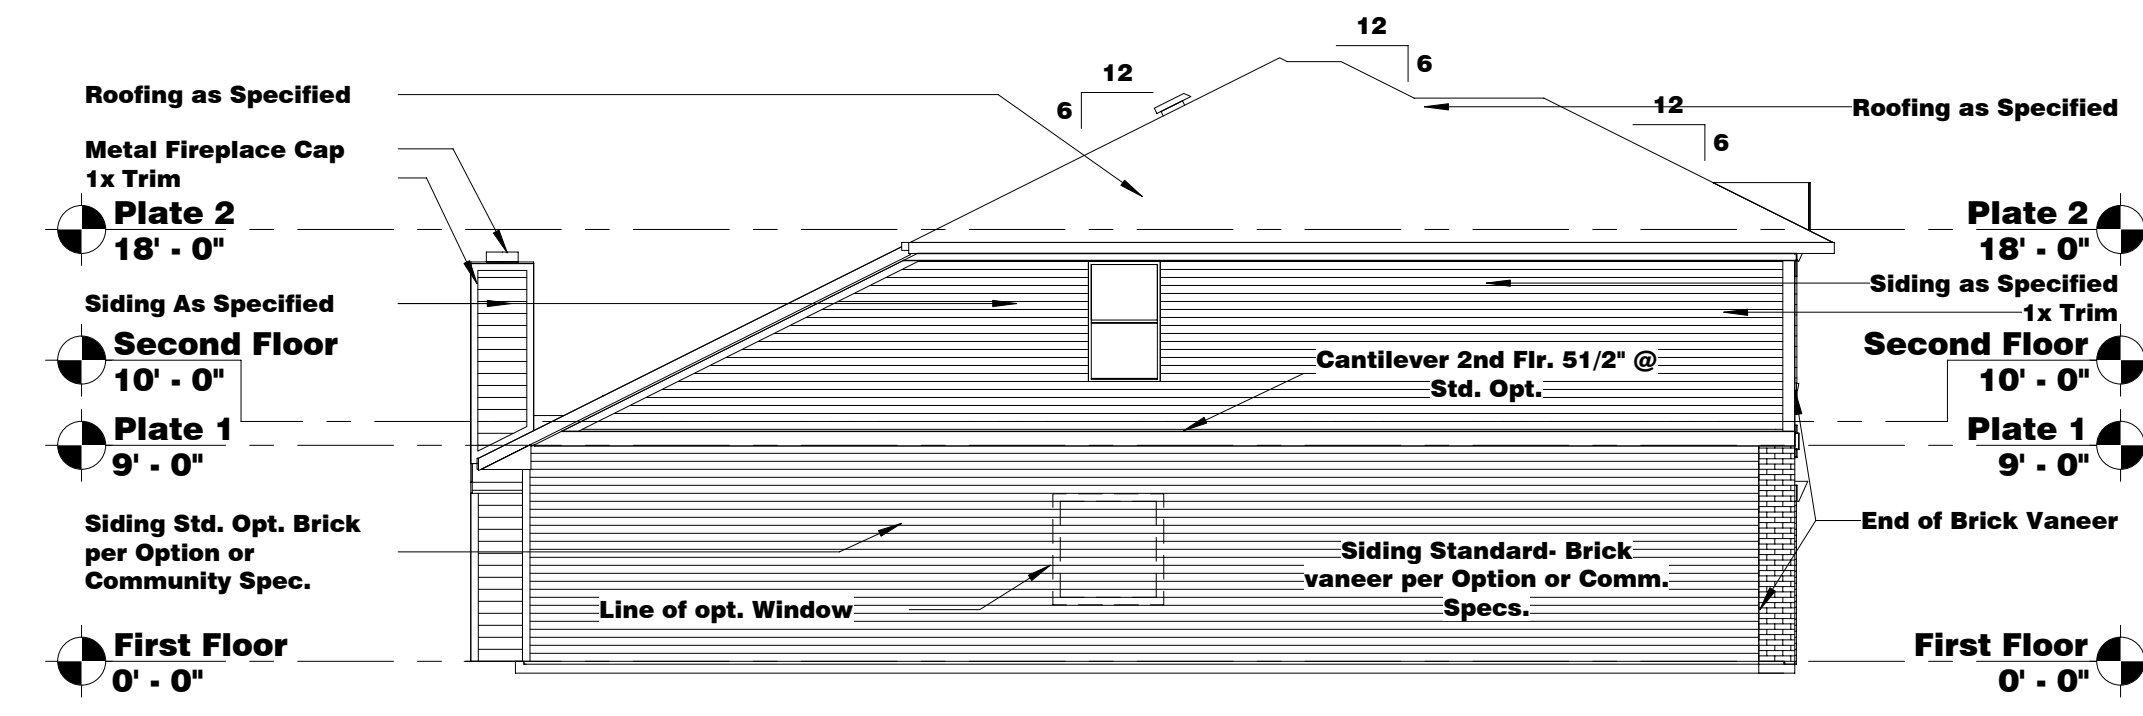 12
6
12
6
12
6
Roofing as Specified
Metal Fireplace Cap
1x Trim
Plate 2
18' - 0"
Siding As Specified
Second Floor
10' - 0"
Plate 1
9' - 0"
Siding Std. Opt. Brick
per Option or
Community Spec.
First Floor
0' - 0"
Cantilever 2nd Flr. 51/2" @
Std. Opt.
Line of opt. Window
Siding Standard- Brick
vaneer per Option or Comm.
Specs.
Roofing as Specified
Plate 2
18' - 0"
Siding as Specified
1x Trim
Second Floor
10' - 0"
Plate 1
9' - 0"
End of Brick Vaneer
First Floor
0' - 0"